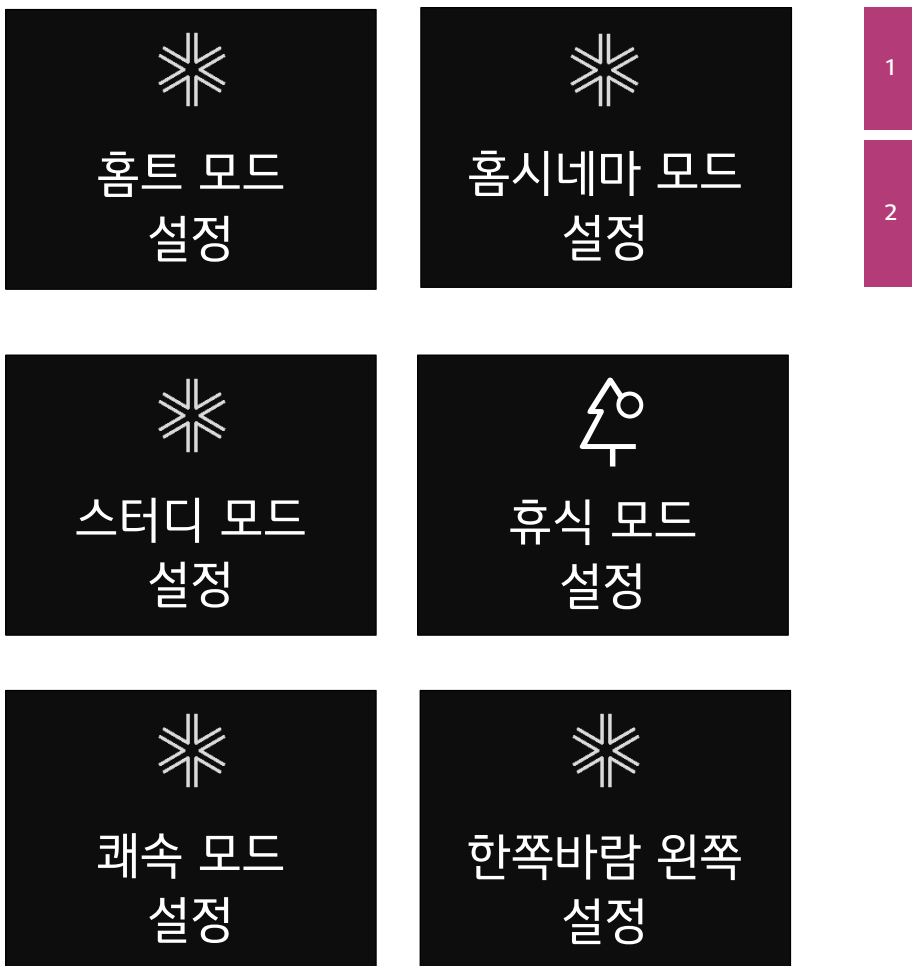 홈트 모드
설정
홈시네마 모드
설정
1
2
스터디 모드
설정
휴식 모드
설정
쾌속 모드
설정
한쪽바람 왼쪽
설정